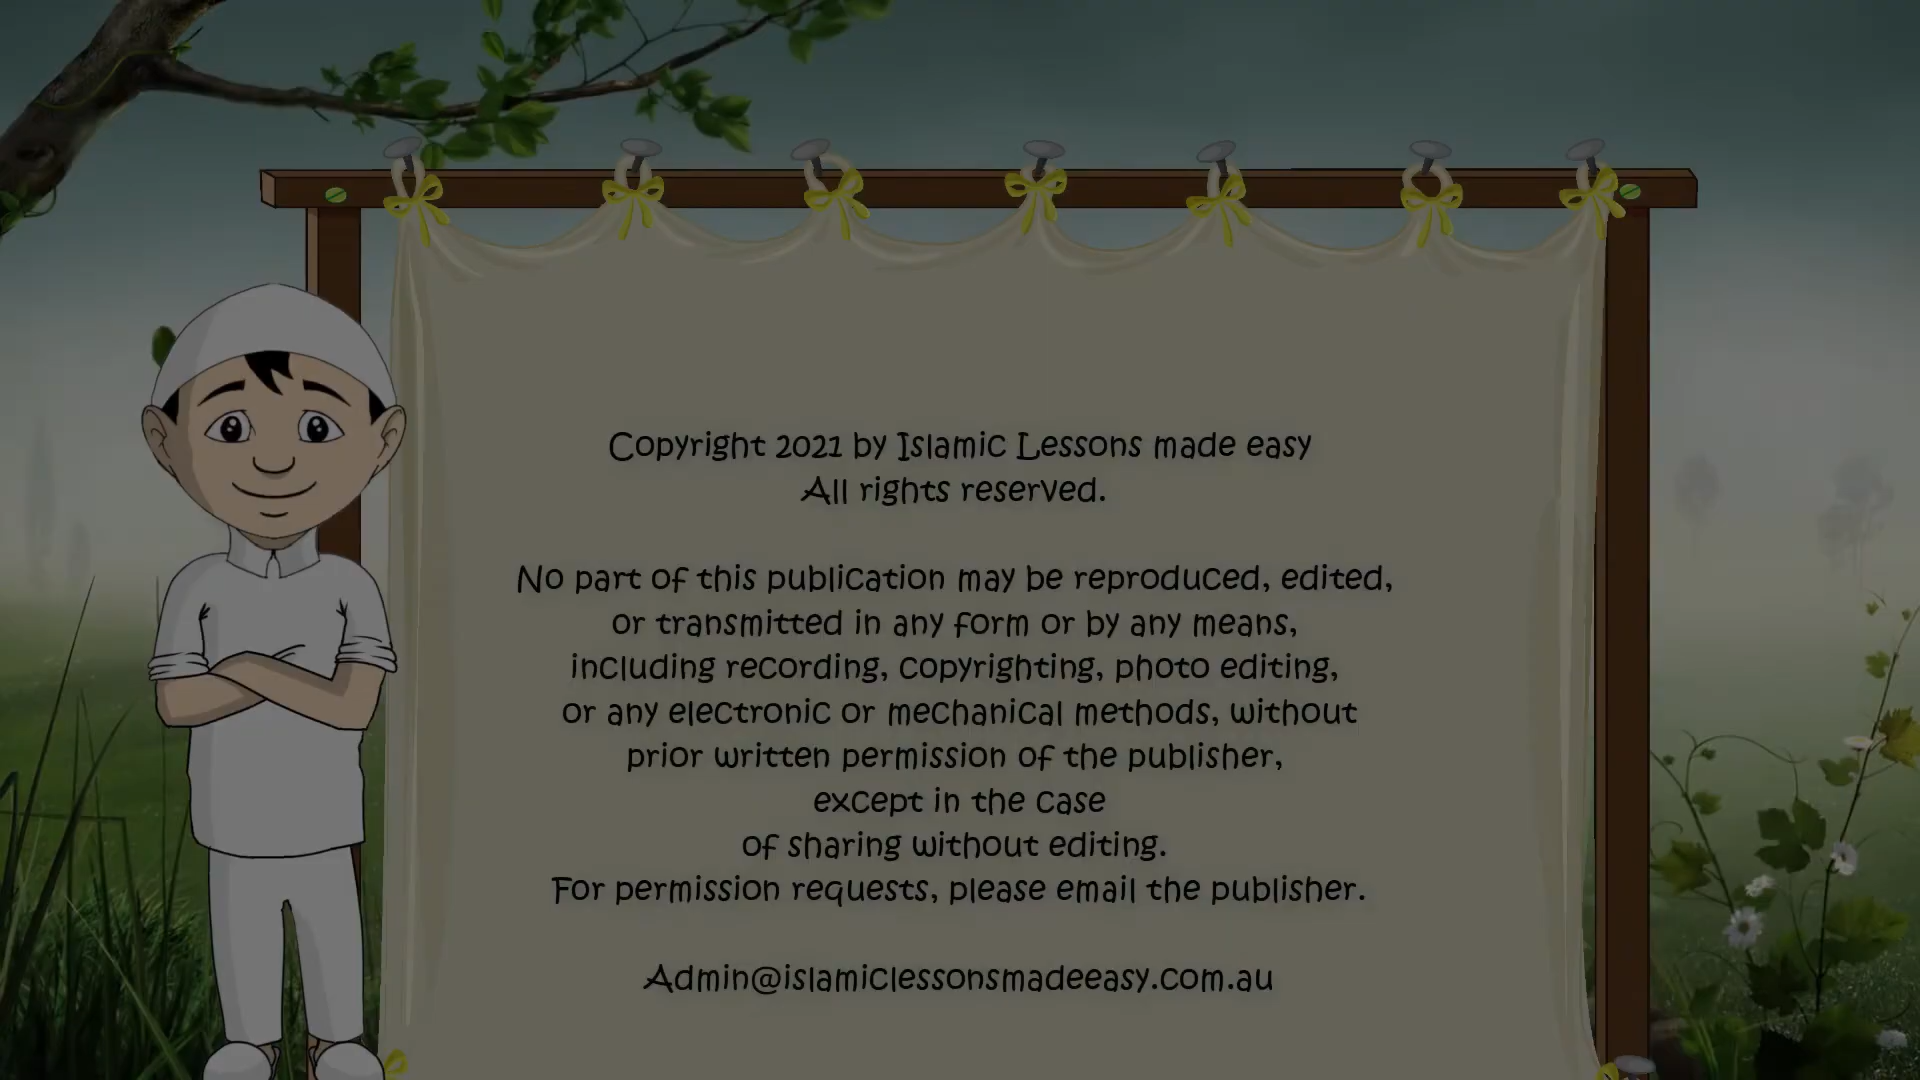 Copyright 2021 by Islamic Lessons made easy
All rights reserved.
No part of this publication may be reproduced, edited,
or transmitted in any form or by any means,
including recording, copyrighting, photo editing,
or any electronic or mechanical methods, without
prior written permission of the publisher,
except in the case
of sharing without editing.
For permission requests, please email the publisher.
Admin@islamiclessonsmadeeasy.com.au